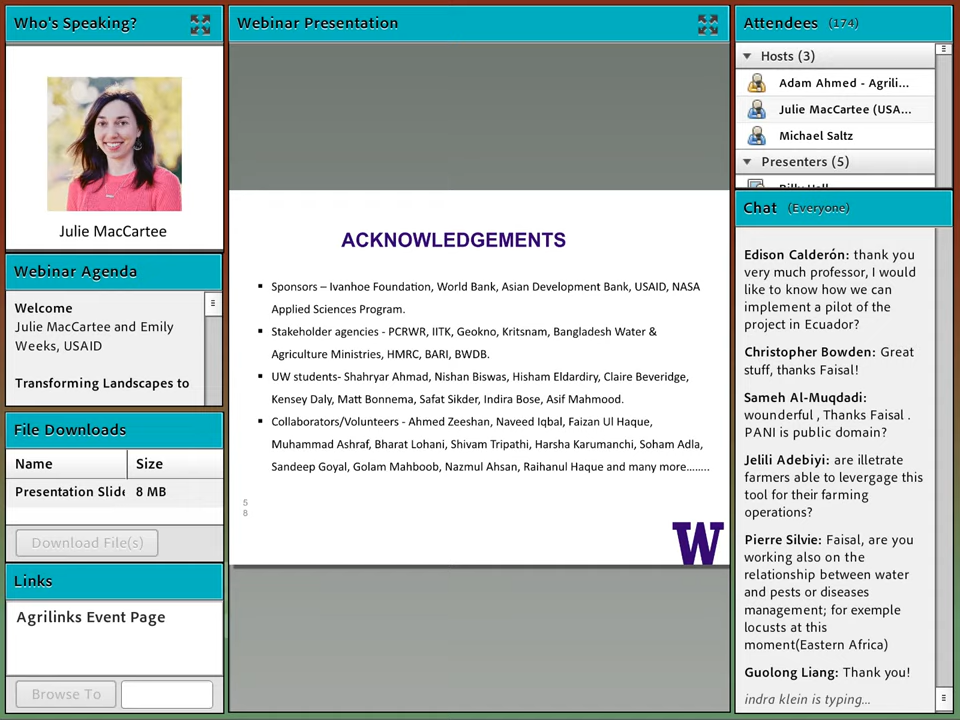 Who's Speaking?
Julie MacCartee
Webinar Agenda
Welcome
Julie MacCartee and Emily
Weeks, USAID
Transforming Landscapes to
File Downloads
Name Size
Presentation Slide 8 MB
Download File(s)
Links
Agrilinks Event Page
Browse To
Webinar Presentation
ACKNOWLEDGEMENTS
▪ Sponsors – Ivanhoe Foundation, World Bank, Asian Development Bank, USAID, NASA
Applied Sciences Program.
▪ Stakeholder agencies - PCRWR, IITK, Geokno, Kritsnam, Bangladesh Water &
Agriculture Ministries, HMRC, BARI, BWDB.
▪ UW students- Shahryar Ahmad, Nishan Biswas, Hisham Eldardiry, Claire Beveridge,
Kensey Daly, Matt Bonnema, Safat Sikder, Indira Bose, Asif Mahmood.
▪ Collaborators/Volunteers - Ahmed Zeeshan, Naveed Iqbal, Faizan Ul Haque,
Muhammad Ashraf, Bharat Lohani, Shivam Tripathi, Harsha Karumanchi, Soham Adla,
Sandeep Goyal, Golam Mahboob, Nazmul Ahsan, Raihanul Haque and many more........
5
8
W
Attendees (174)
Hosts (3)
Adam Ahmed - Agrili...
Julie MacCartee (USA...
Michael Saltz
Presenters (5)
Chat (Everyone)
Edison Calderón: thank you
very much professor, I would
like to know how we can
implement a pilot of the
project in Ecuador?
Christopher Bowden: Great
stuff, thanks Faisal!
Sameh Al-Muqdadi:
wounderful , Thanks Faisal .
PANI is public domain?
Jelili Adebiyi: are illetrate
farmers able to levergage this
tool for their farming
operations?
Pierre Silvie: Faisal, are you
working also on the
relationship between water
and pests or diseases
management; for exemple
locusts at this
moment(Eastern Africa)
Guolong Liang: Thank you!
indra klein is typing...